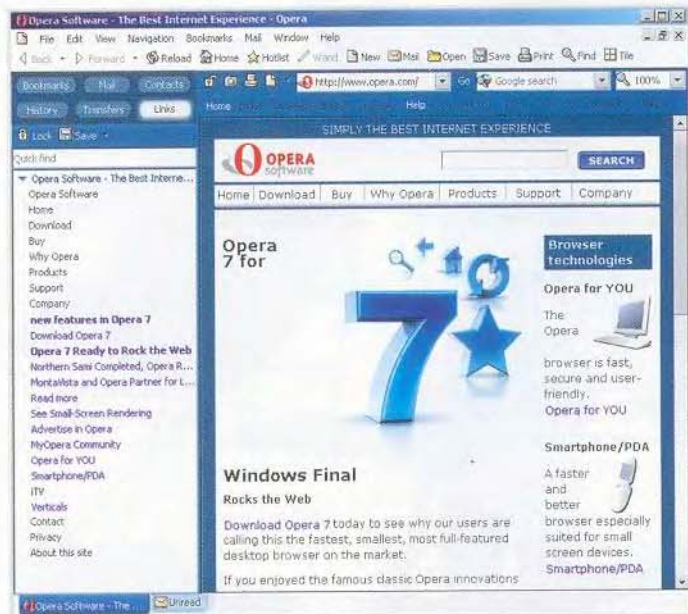 Opera Software - The Best Internet Experience - Opera
File Edit View Navigation Bookmarks Mail Window Help
Back Forward Reload Home Hotlist Wand New Mail Open Save Print Find Tile
Bookmarks Mail Contacts
History Transfers Links
http://www.opera.com/ Go Google search 100%
Home Help
Lock Save
Quick find
Opera Software - The Best Interne...
Opera Software
Home
Download
Buy
Why Opera
Products
Support
Company
new features in Opera 7
Download Opera 7
Opera 7 Ready to Rock the Web
Northern Sami Completed, Opera R...
MontaVista and Opera Partner for L...
Read more
See Small-Screen Rendering
Advertise in Opera
MyOpera Community
Opera for YOU
Smartphone/PDA
iTV
Verticals
Contact
Privacy
About this site
SIMPLY THE BEST INTERNET EXPERIENCE
OPERA
software
SEARCH
Home Download Buy Why Opera Products Support Company
Opera
7 for
7
Windows Final
Rocks the Web
Download Opera 7 today to see why our users are
calling this the fastest, smallest, most full-featured
desktop browser on the market.
If you enjoyed the famous classic Opera innovations
Browser
technologies
Opera for YOU
The
Opera
browser is fast,
secure and user-
friendly.
Opera for YOU
Smartphone/PDA
A faster
and
better
browser especially
suited for small
screen devices.
Smartphone/PDA
Opera Software - The ... Unread